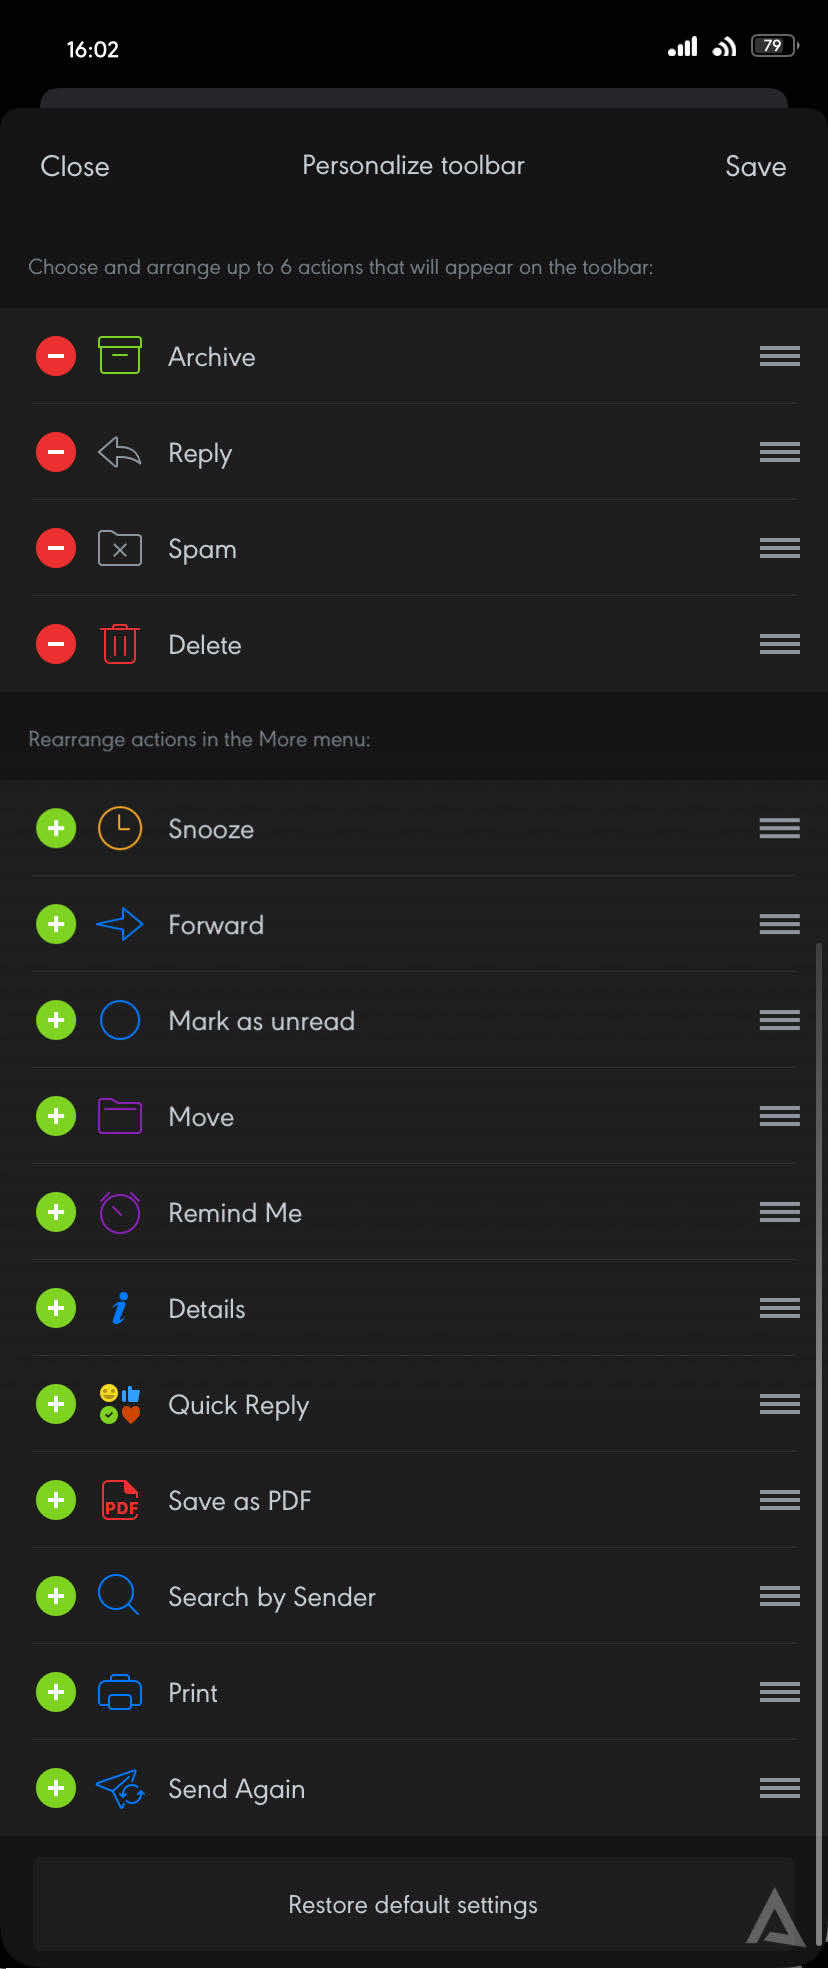 16:02
79
Close
Personalize toolbar
Save
Choose and arrange up to 6 actions that will appear on the toolbar:
Archive
Reply
Spam
Delete
Rearrange actions in the More menu:
Snooze
Forward
Mark as unread
Move
Remind Me
Details
Quick Reply
PDF
Save as PDF
Search by Sender
Print
Send Again
Restore default settings